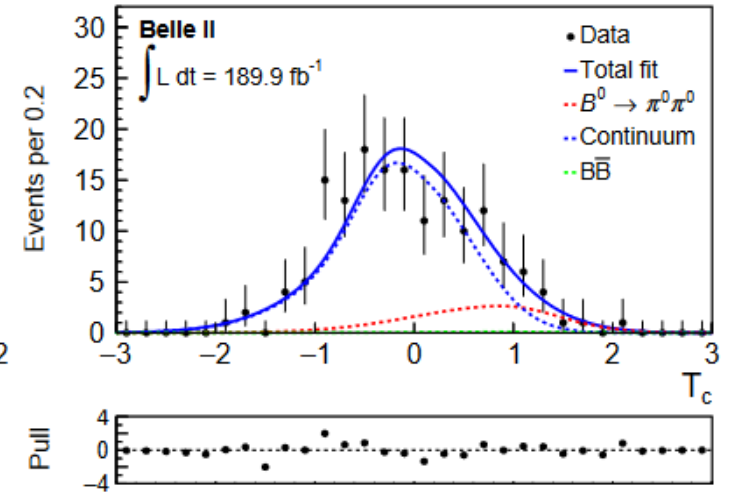 Belle II
∫L dt = 189.9 fb⁻¹
Data
Total fit
B⁰ → π⁰π⁰
Continuum
BB̅
Events per 0.2
30
25
20
15
10
5
0
2
−3 −2 −1 0 1 2 3
T_c
Pull
4
0
−4